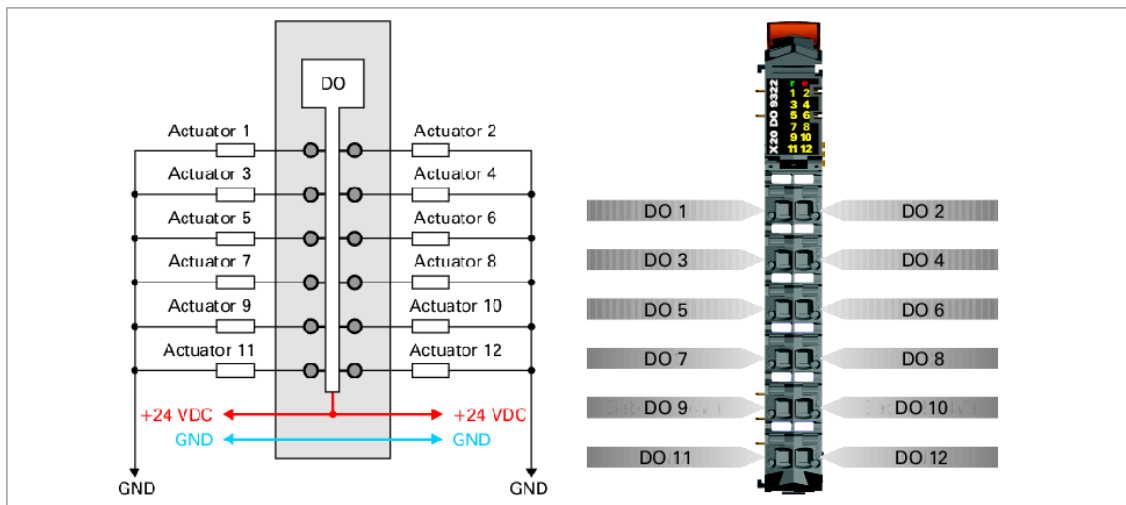 DO
Actuator 1
Actuator 2
Actuator 3
Actuator 4
Actuator 5
Actuator 6
Actuator 7
Actuator 8
Actuator 9
Actuator 10
Actuator 11
Actuator 12
+24 VDC
+24 VDC
GND
GND
GND
GND
X20 DO 9322
r e
1 2
3 4
5 6
7 8
9 10
11 12
DO 1
DO 2
DO 3
DO 4
DO 5
DO 6
DO 7
DO 8
DO 9
DO 10
DO 11
DO 12